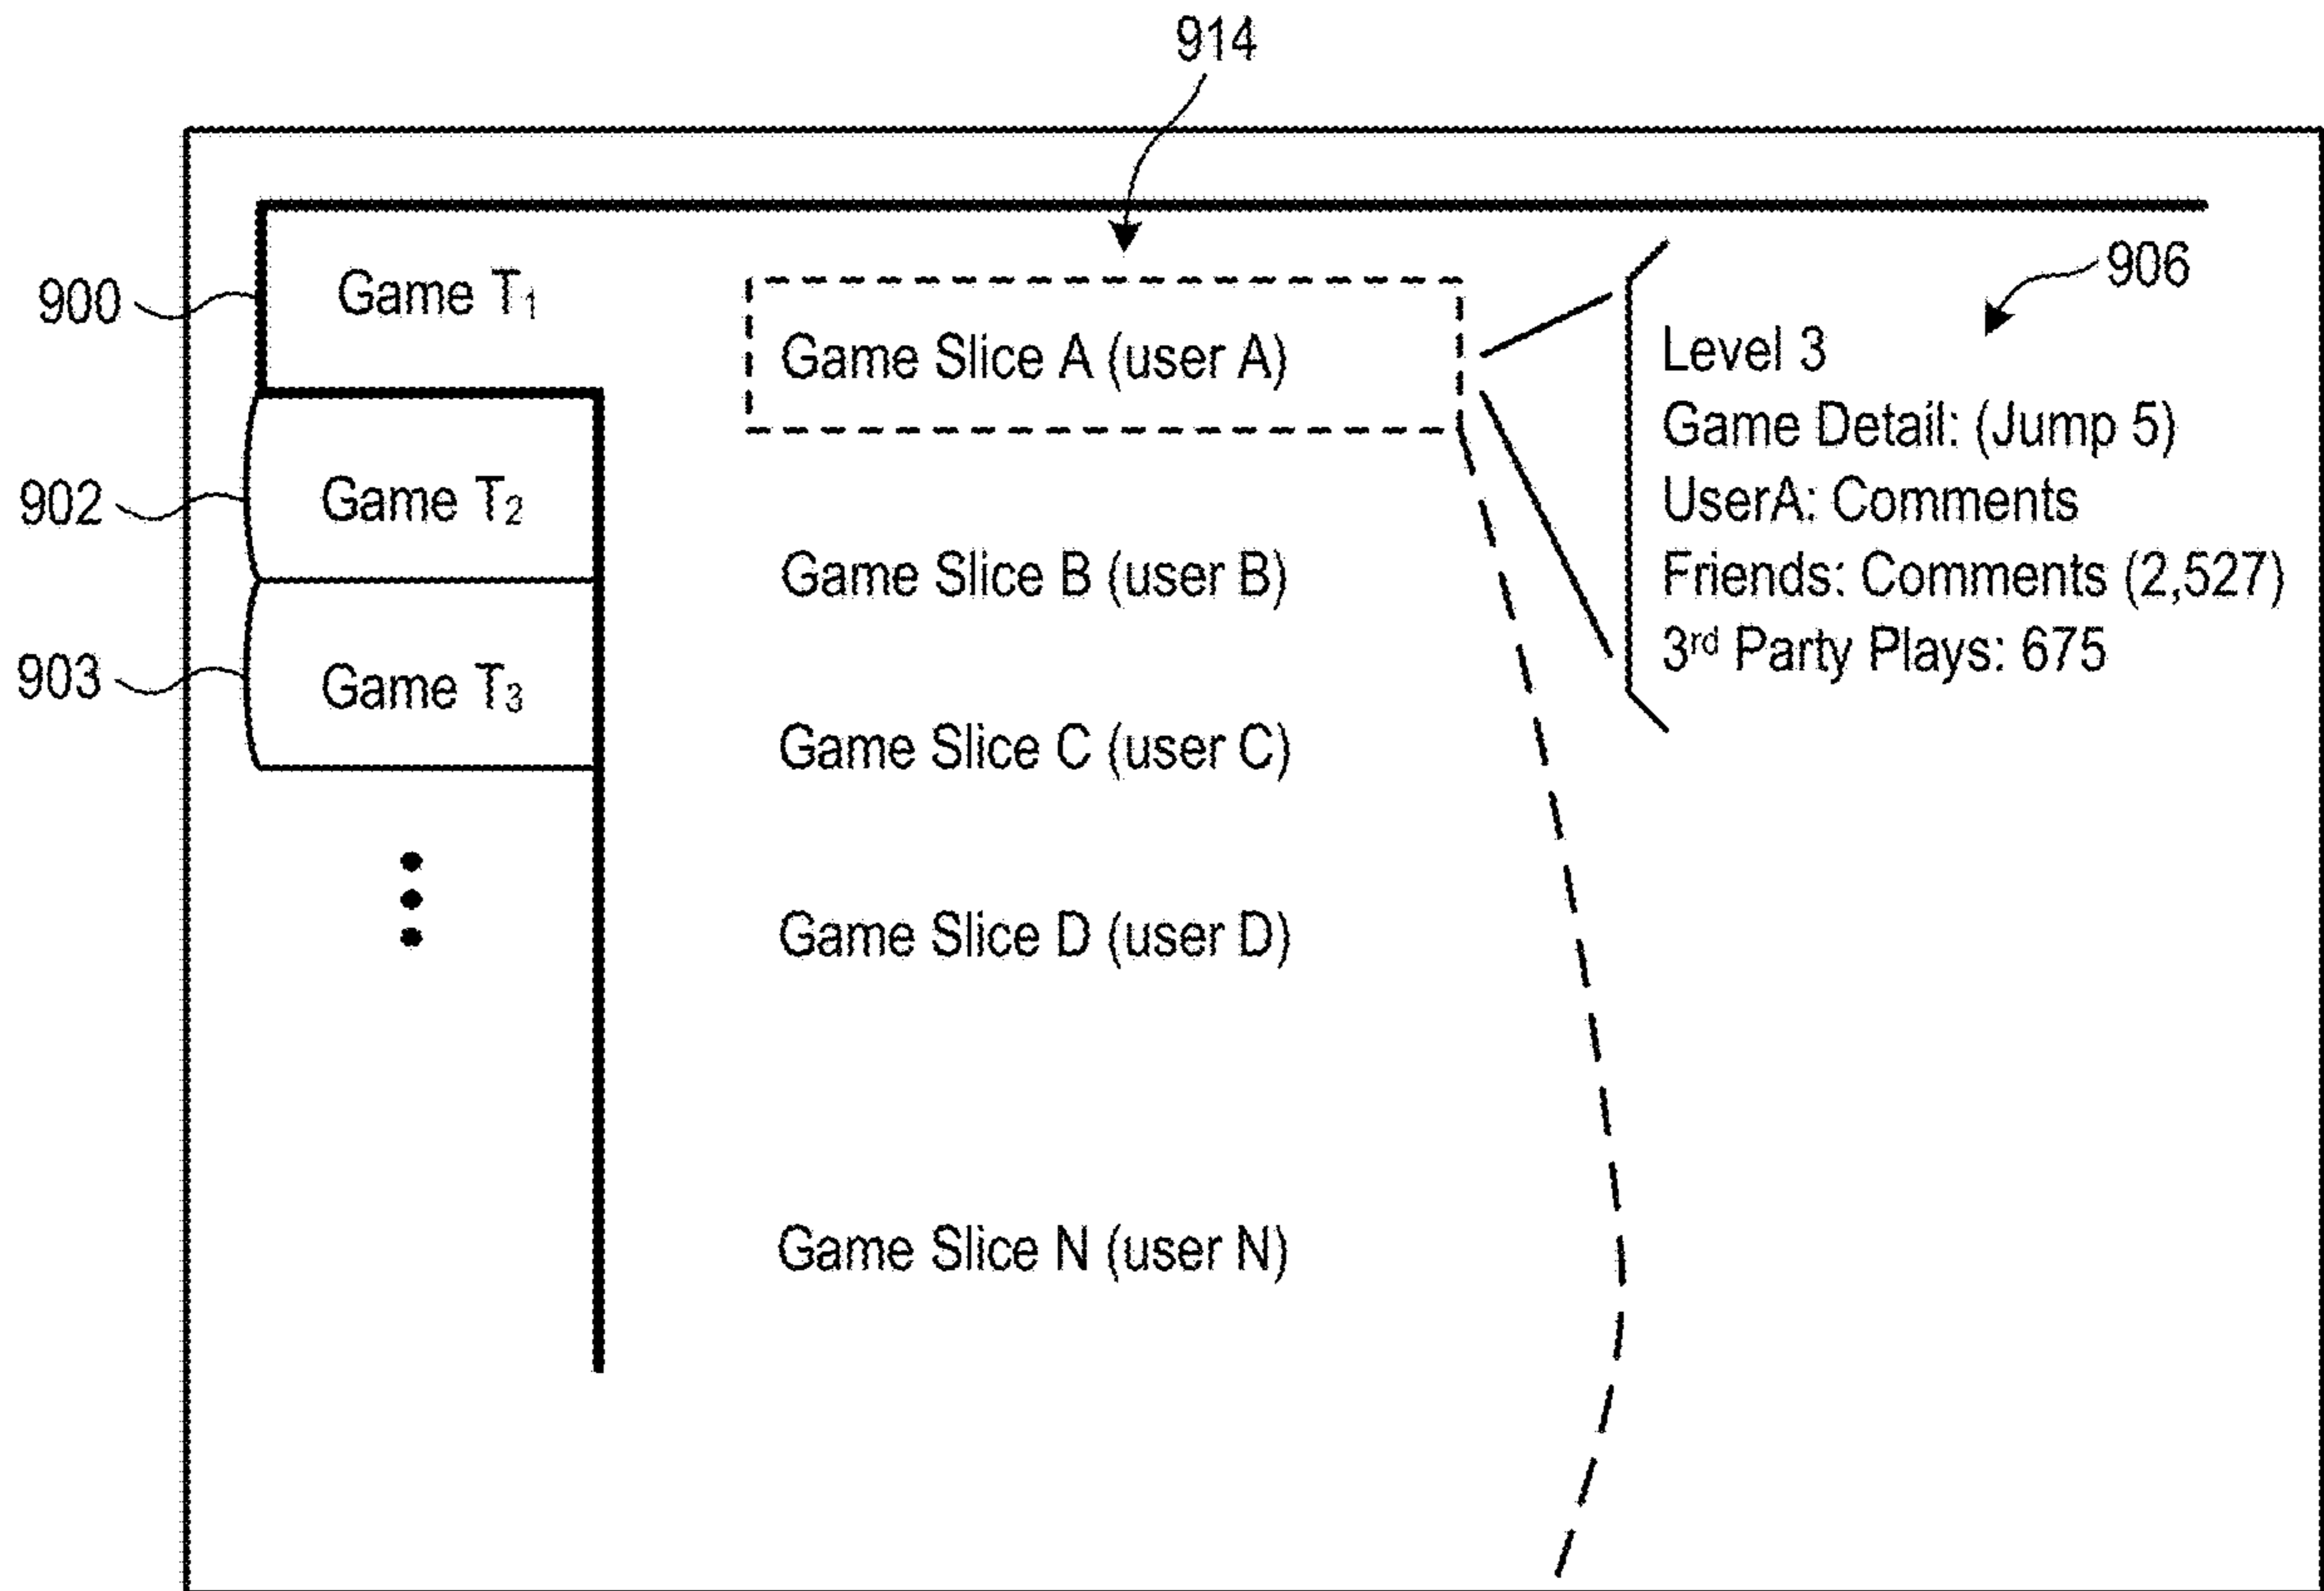 914
900
Game T₁
902
Game T₂
903
Game T₃
Game Slice A (user A)
Game Slice B (user B)
Game Slice C (user C)
Game Slice D (user D)
Game Slice N (user N)
906
Level 3
Game Detail: (Jump 5)
UserA: Comments
Friends: Comments (2,527)
3rd Party Plays: 675